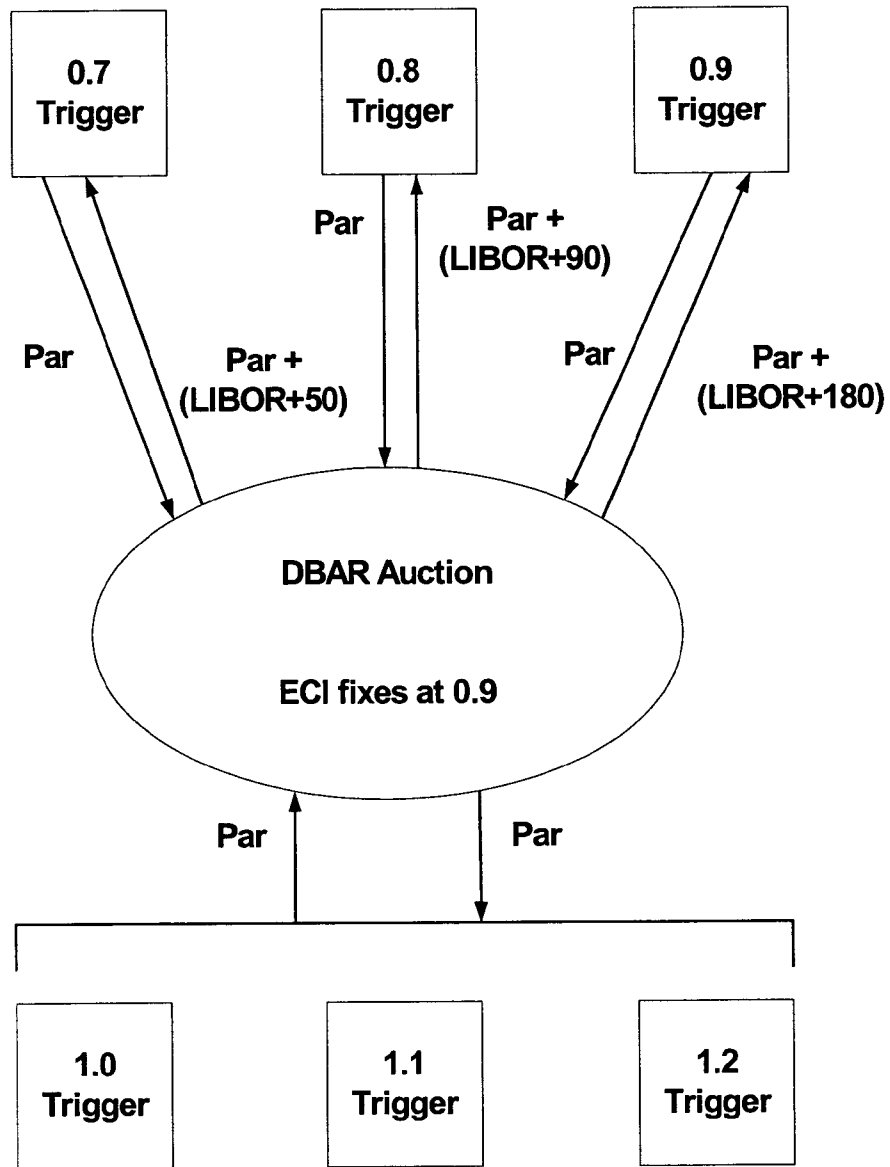 0.7
Trigger
0.8
Trigger
0.9
Trigger
Par
Par +
(LIBOR+90)
Par
Par +
(LIBOR+50)
Par
Par +
(LIBOR+180)
DBAR Auction
ECI fixes at 0.9
Par
Par
1.0
Trigger
1.1
Trigger
1.2
Trigger